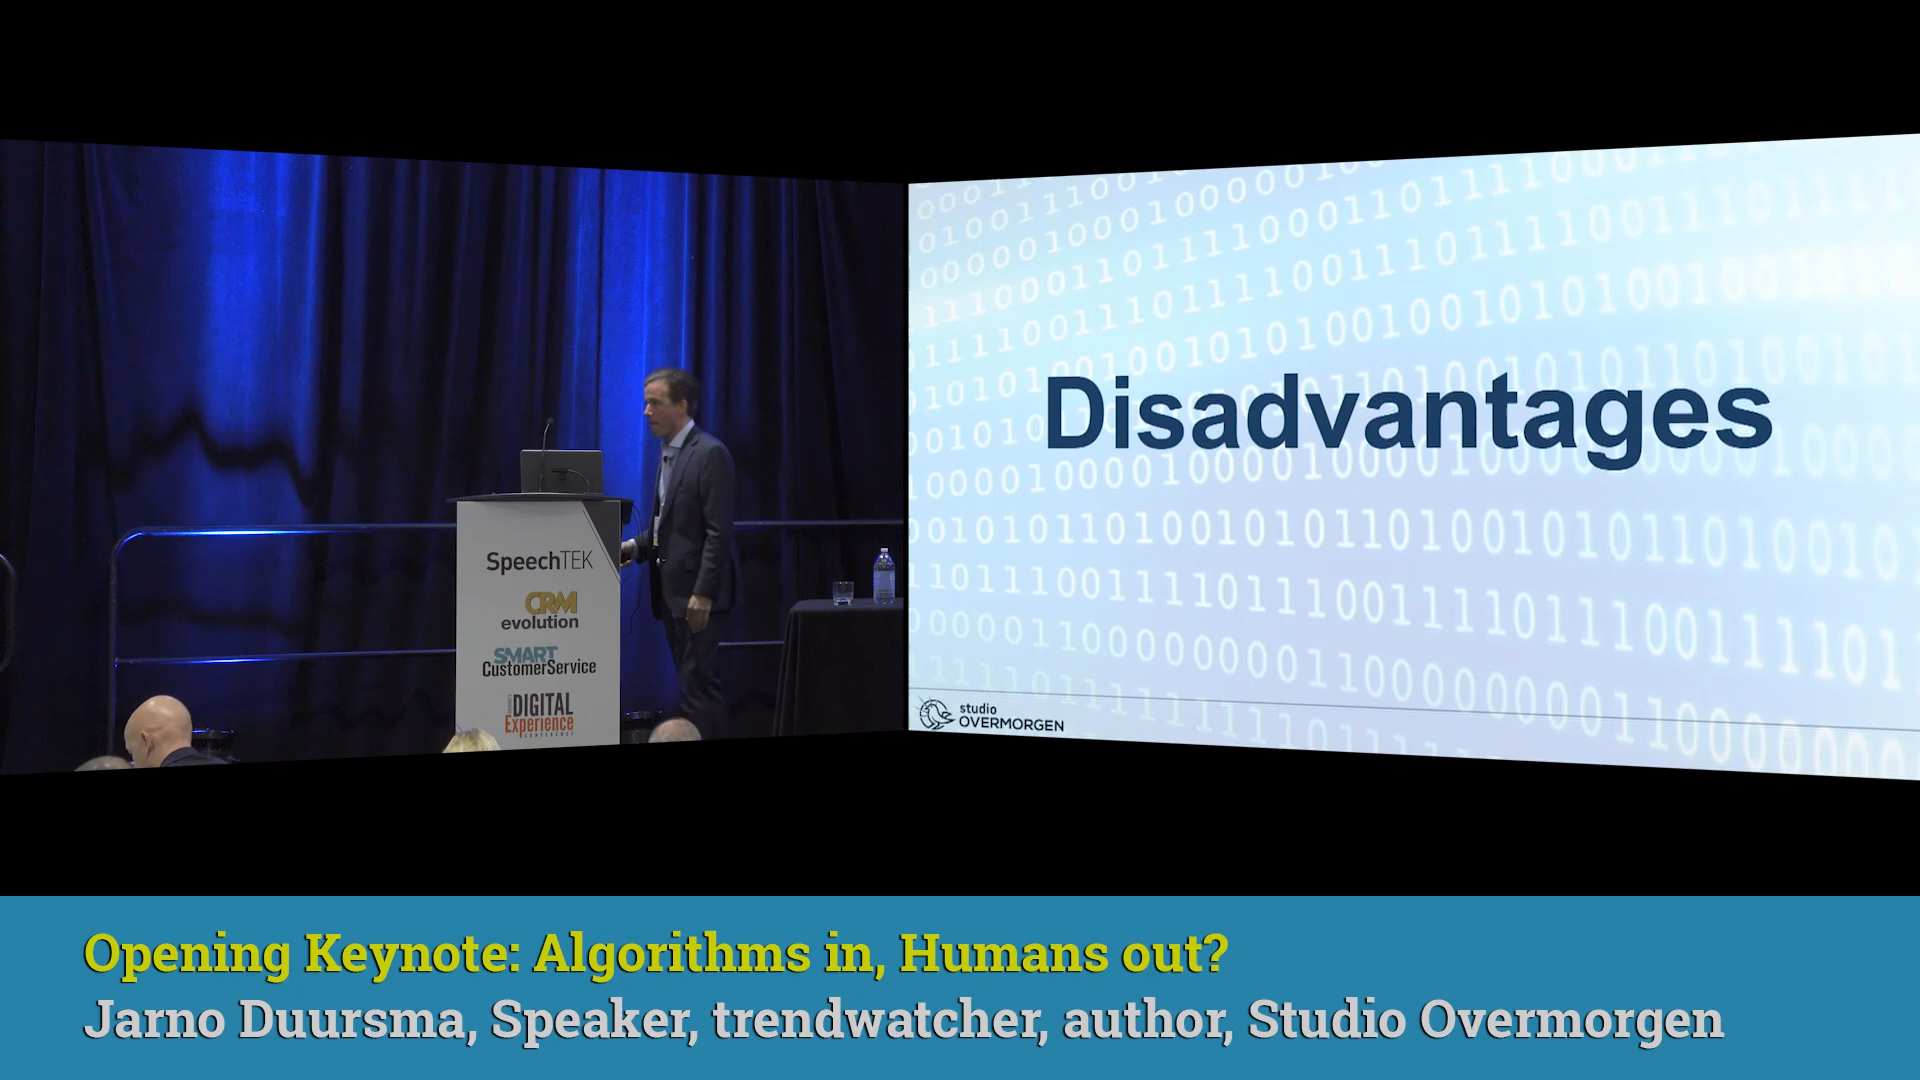 SpeechTEK
CRM
evolution
SMART
CustomerService
DIGITAL
Experience
CONFERENCE
Disadvantages
studio
OVERMORGEN
Opening Keynote: Algorithms in, Humans out?
Jarno Duursma, Speaker, trendwatcher, author, Studio Overmorgen